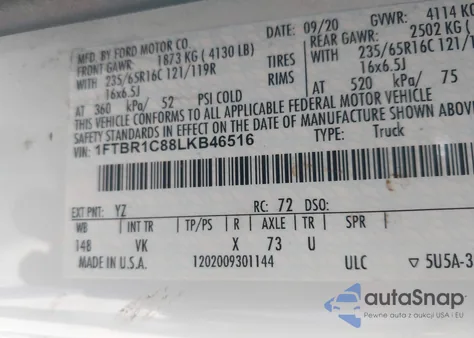 MFD. BY FORD MOTOR CO.
09/20
GVWR: 4114 KG
FRONT GAWR: 1873 KG ( 4130 LB)
REAR GAWR: 2502 KG (
WITH 235/65R16C 121/119R TIRES
WITH 235/65R16C 121/119R
16x6.5J RIMS
16x6.5J
AT 360 kPa/ 52 PSI COLD
AT 520 kPa/ 75
THIS VEHICLE CONFORMS TO ALL APPLICABLE FEDERAL MOTOR VEHICLE
SAFETY STANDARDS IN EFFECT ON THE DATE OF MANUFACTURE SHOWN
VIN: 1FTBR1C88LKB46516 TYPE: Truck
EXT PNT: YZ RC: 72 DSO:
WB INT TR TP/PS R AXLE TR SPR
148 VK X 73 U
MADE IN U.S.A. 1202009301144 ULC ▽ 5U5A-3
autoSnap
Pewne auta z aukcji USA i EU